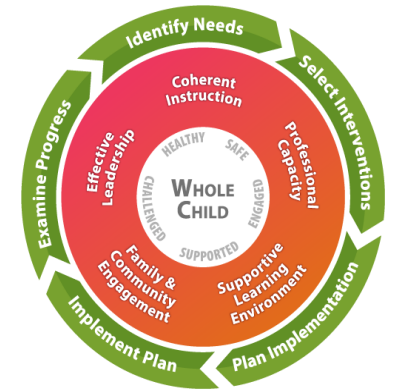 Identify Needs
Select Interventions
Plan Implementation
Implement Plan
Examine Progress
Coherent
Instruction
Professional
Capacity
Supportive
Learning
Environment
Family &
Community
Engagement
Effective
Leadership
HEALTHY
SAFE
ENGAGED
SUPPORTED
CHALLENGED
WHOLE
CHILD